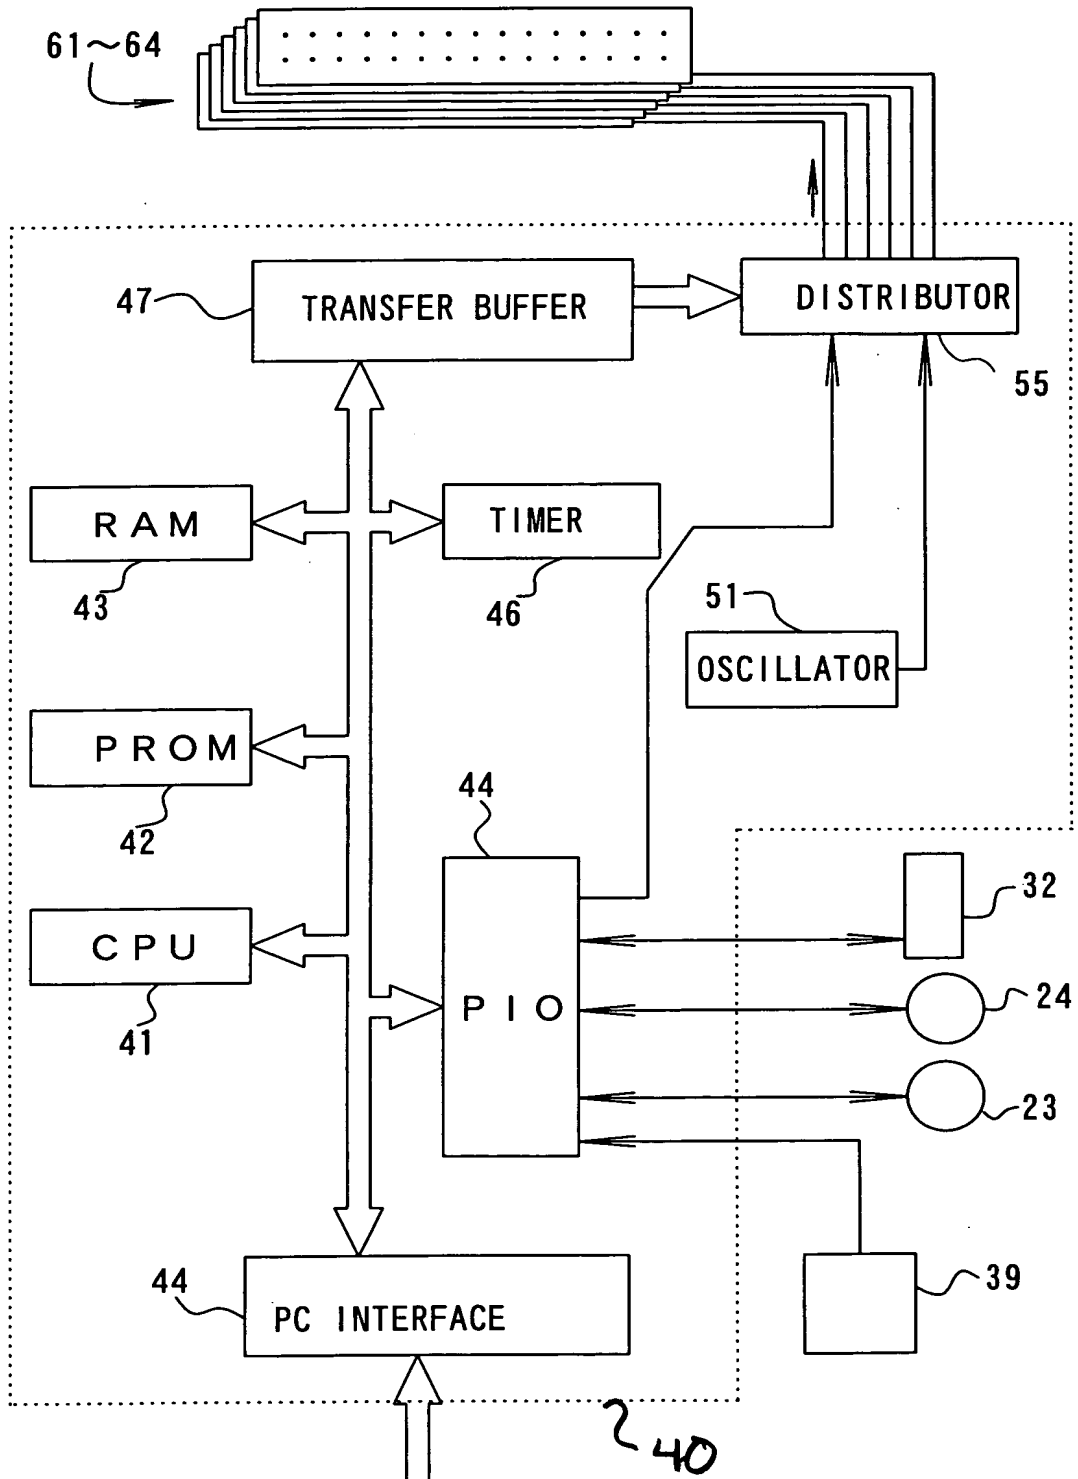 61～64
47
TRANSFER BUFFER
DISTRIBUTOR
55
RAM
43
TIMER
46
51
OSCILLATOR
PROM
42
44
32
CPU
41
PIO
24
23
44
PC INTERFACE
39
40